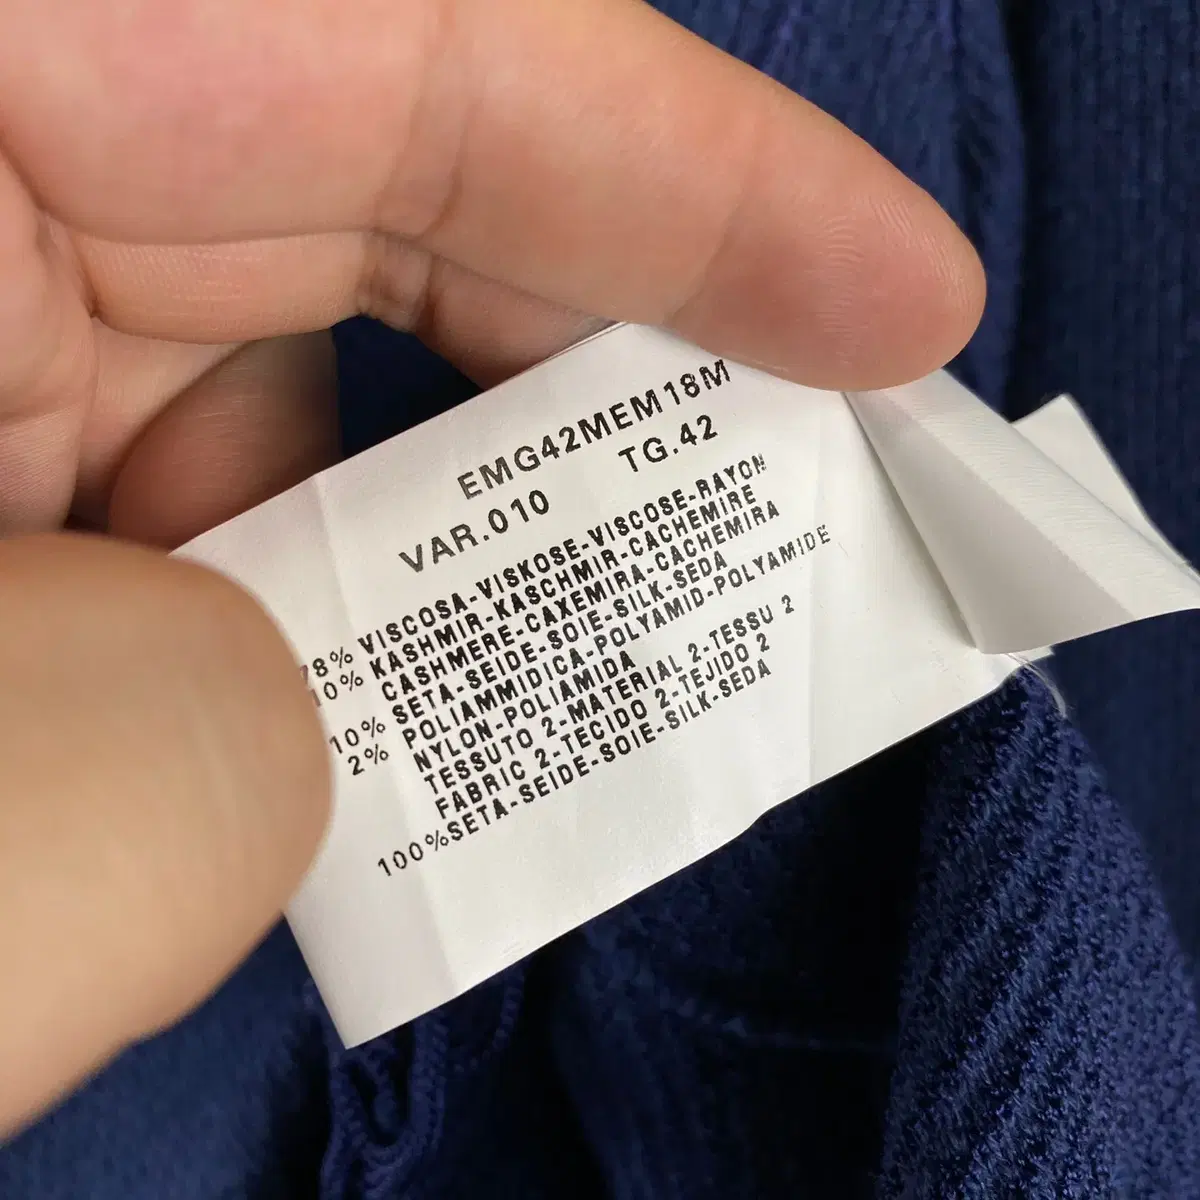 EMG42MEM18M
VAR.010 TG.42
78% VISCOSA-VISKOSE-VISCOSE-RAYON
10% KASHMIR-KASCHMIR-CACHEMIRE
CASHMERE-CAXEMIRA-CACHEMIRA
10% SETA-SEIDE-SOIE-SILK-SEDA
2% POLIAMMIDICA-POLYAMID-POLYAMIDE
NYLON-POLIAMIDA
TESSUTO 2-MATERIAL 2-TESSU 2
FABRIC 2-TECIDO 2-TEJIDO 2
100%SETA-SEIDE-SOIE-SILK-SEDA